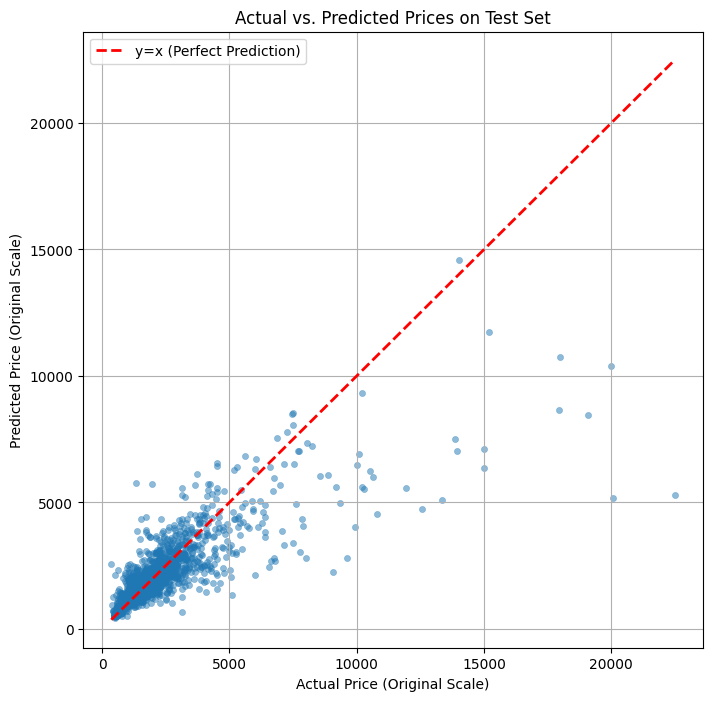 Actual vs. Predicted Prices on Test Set
y=x (Perfect Prediction)
20000
15000
10000
5000
0
Predicted Price (Original Scale)
0 5000 10000 15000 20000
Actual Price (Original Scale)